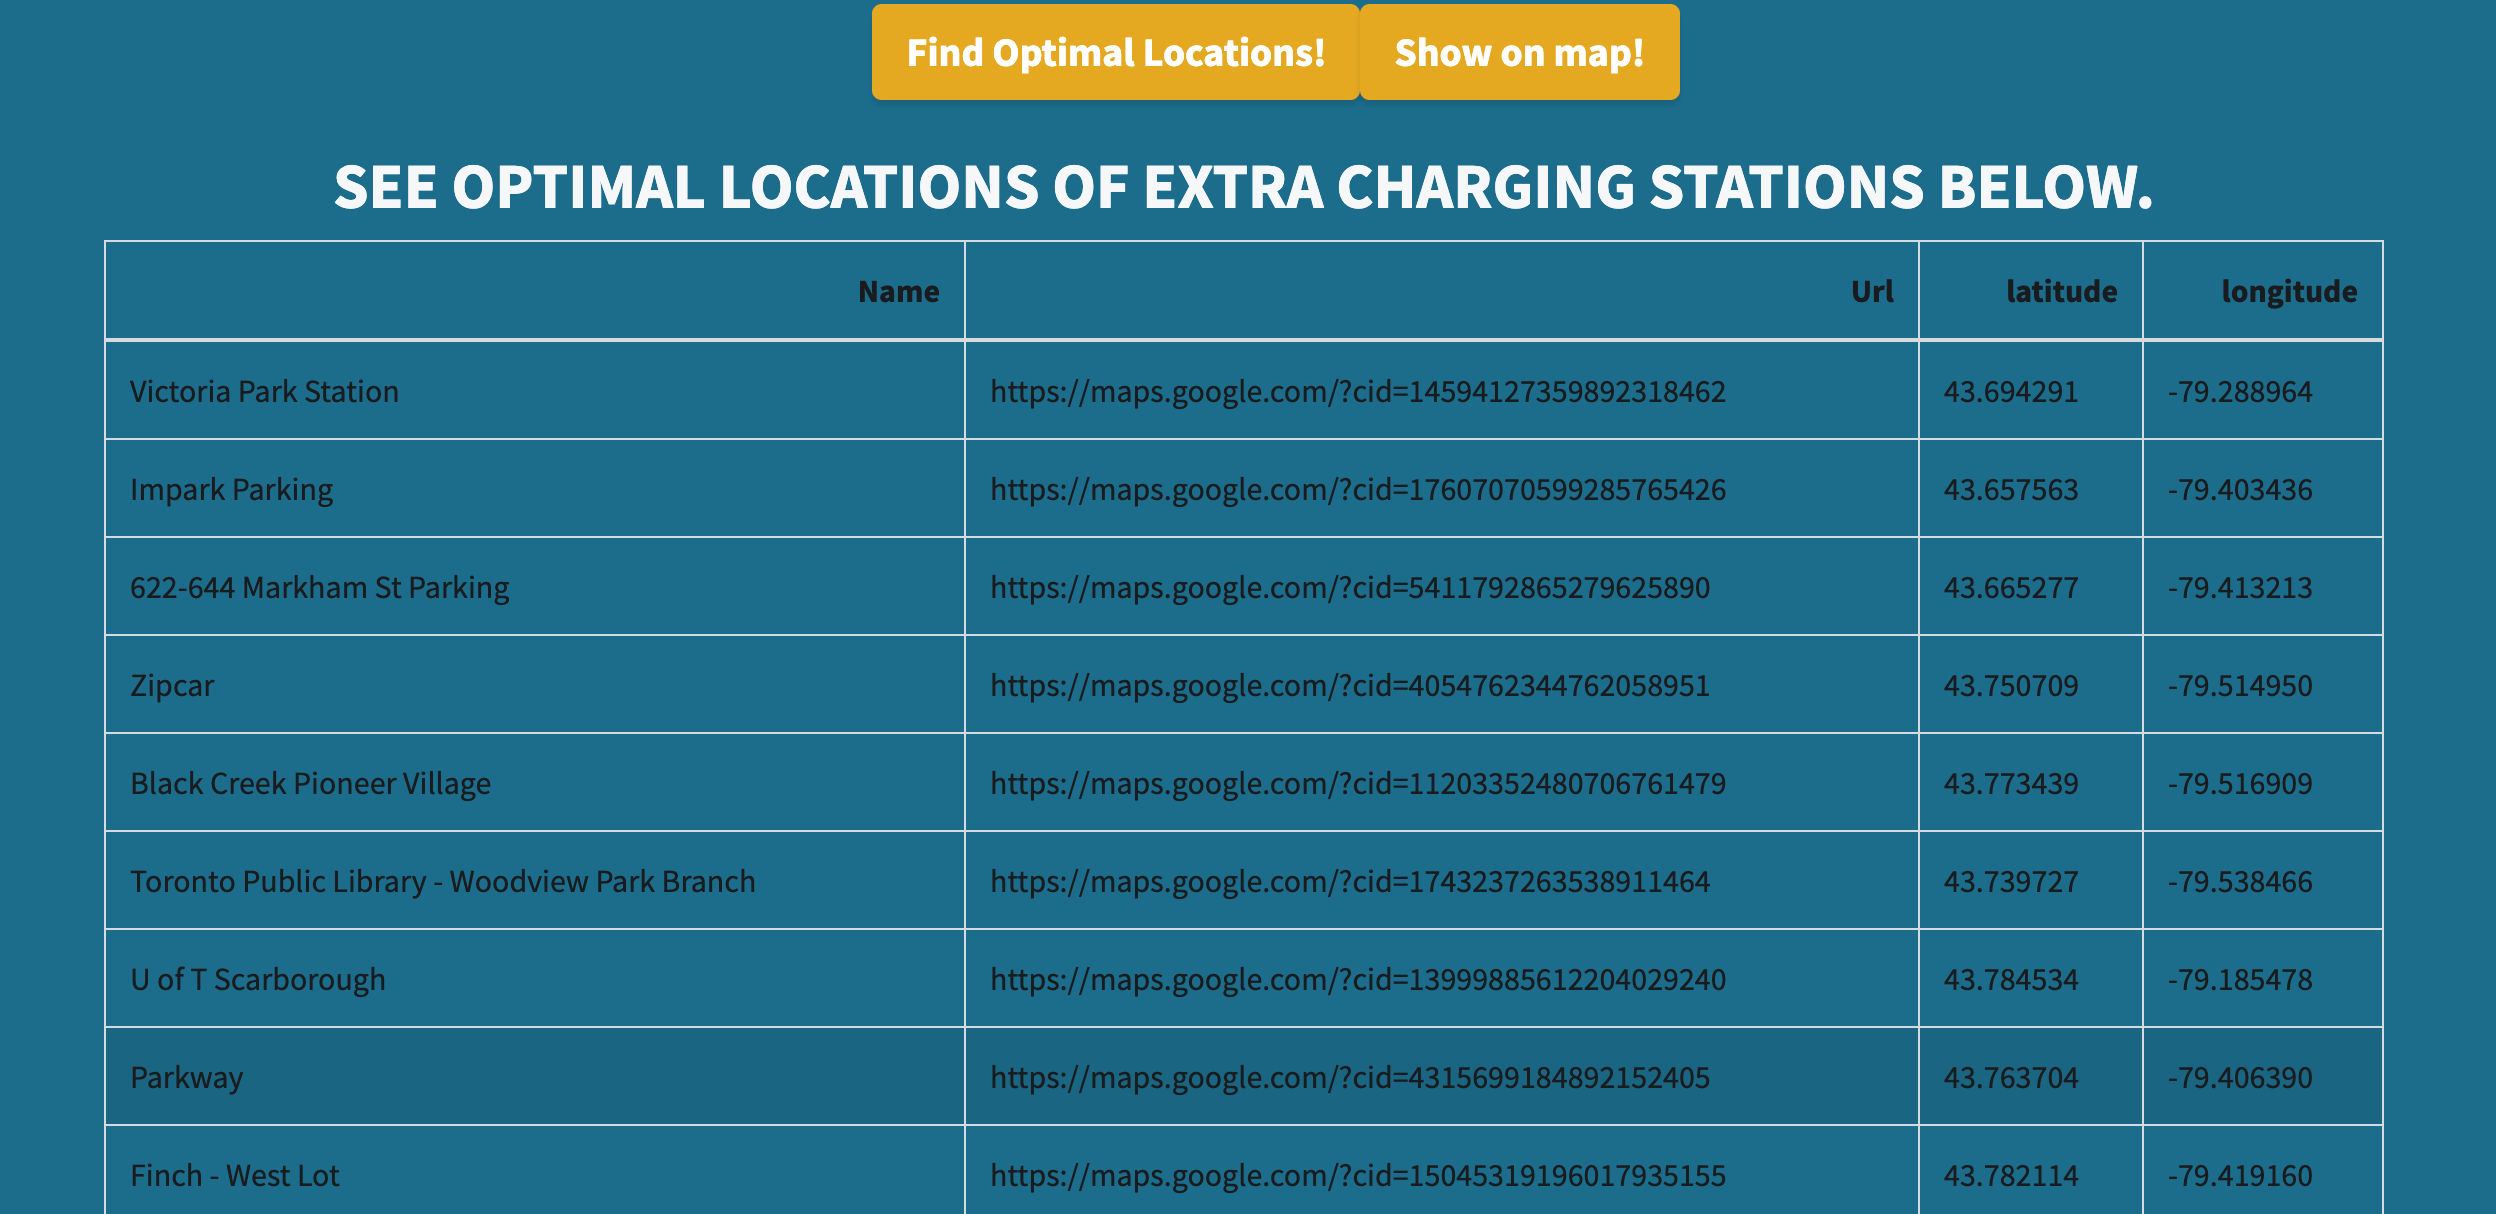 Find Optimal Locations! Show on map!
SEE OPTIMAL LOCATIONS OF EXTRA CHARGING STATIONS BELOW.
Name Url latitude longitude
Victoria Park Station https://maps.google.com/?cid=14594127359892318462 43.694291 -79.288964
Impark Parking https://maps.google.com/?cid=17607070599285765426 43.657563 -79.403436
622-644 Markham St Parking https://maps.google.com/?cid=5411792865279625890 43.665277 -79.413213
Zipcar https://maps.google.com/?cid=4054762344762058951 43.750709 -79.514950
Black Creek Pioneer Village https://maps.google.com/?cid=11203352480706761479 43.773439 -79.516909
Toronto Public Library - Woodview Park Branch https://maps.google.com/?cid=1743237263538911464 43.739727 -79.538466
U of T Scarborough https://maps.google.com/?cid=13999885612204029240 43.784534 -79.185478
Parkway https://maps.google.com/?cid=4315699184892152405 43.763704 -79.406390
Finch - West Lot https://maps.google.com/?cid=15045319196017935155 43.782114 -79.419160